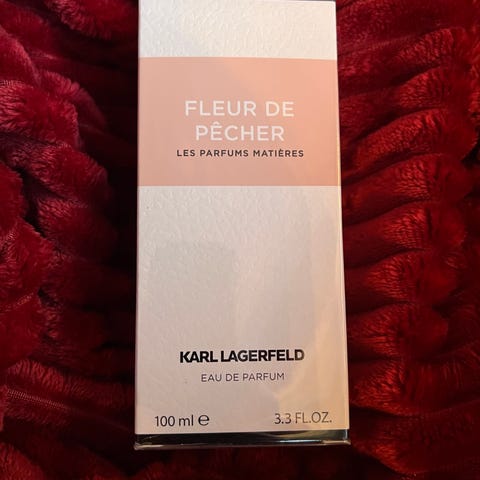 FLEUR DE
PÊCHER
LES PARFUMS MATIÈRES
KARL LAGERFELD
EAU DE PARFUM
100 ml ℮ 3.3 FL.OZ.